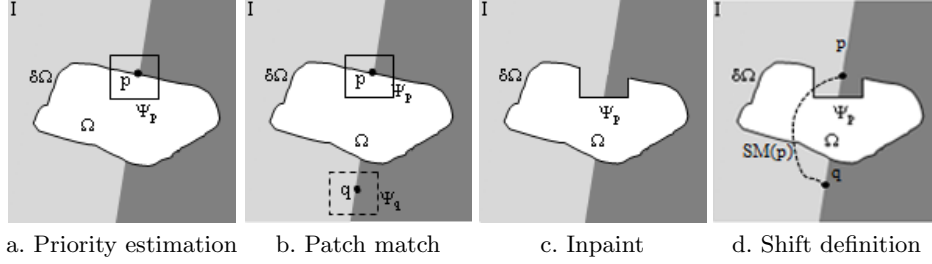 I
δΩ
p
Ψp
Ω
a. Priority estimation
I
δΩ
p
Ψp
Ω
q
Ψq
b. Patch match
I
δΩ
Ψp
Ω
c. Inpaint
I
p
δΩ
Ψp
Ω
SM(p)
q
d. Shift definition